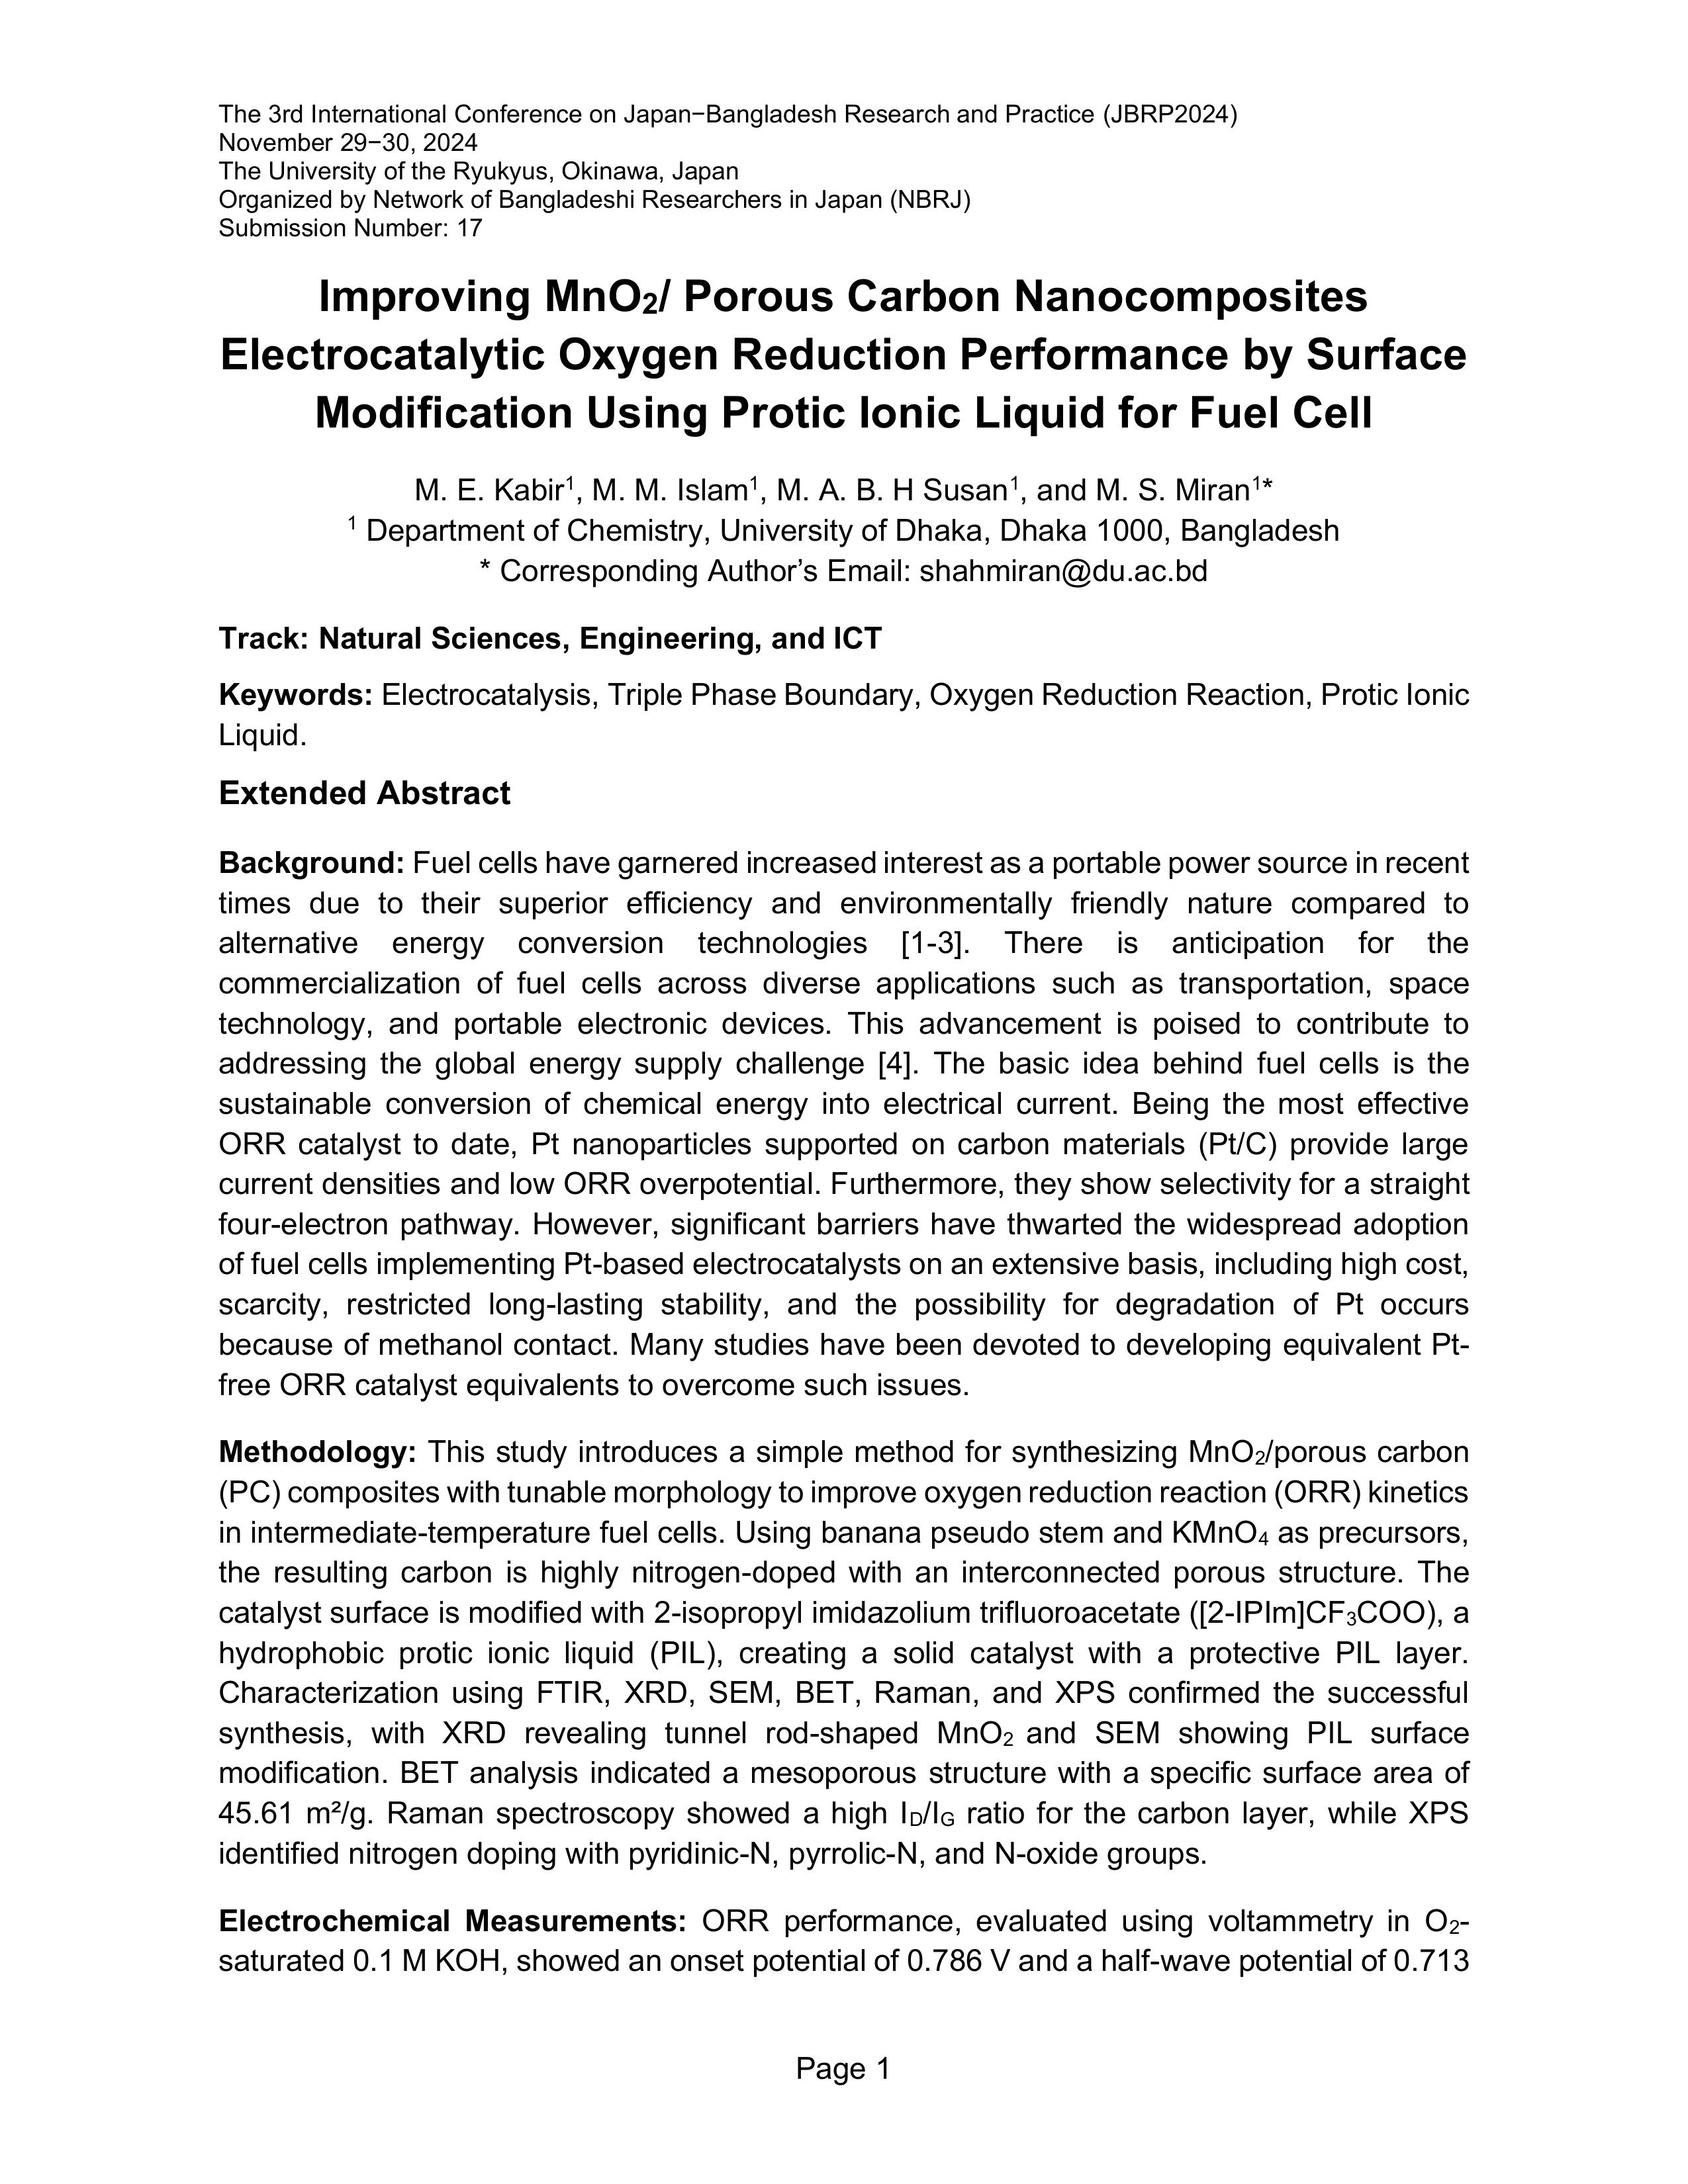 The 3rd International Conference on Japan−Bangladesh Research and Practice (JBRP2024)
November 29−30, 2024
The University of the Ryukyus, Okinawa, Japan
Organized by Network of Bangladeshi Researchers in Japan (NBRJ)
Submission Number: 17
Improving MnO₂/ Porous Carbon Nanocomposites
Electrocatalytic Oxygen Reduction Performance by Surface
Modification Using Protic Ionic Liquid for Fuel Cell
M. E. Kabir¹, M. M. Islam¹, M. A. B. H Susan¹, and M. S. Miran¹*
¹ Department of Chemistry, University of Dhaka, Dhaka 1000, Bangladesh
* Corresponding Author’s Email: shahmiran@du.ac.bd
Track: Natural Sciences, Engineering, and ICT
Keywords: Electrocatalysis, Triple Phase Boundary, Oxygen Reduction Reaction, Protic Ionic
Liquid.
Extended Abstract
Background: Fuel cells have garnered increased interest as a portable power source in recent
times due to their superior efficiency and environmentally friendly nature compared to
alternative energy conversion technologies [1-3]. There is anticipation for the
commercialization of fuel cells across diverse applications such as transportation, space
technology, and portable electronic devices. This advancement is poised to contribute to
addressing the global energy supply challenge [4]. The basic idea behind fuel cells is the
sustainable conversion of chemical energy into electrical current. Being the most effective
ORR catalyst to date, Pt nanoparticles supported on carbon materials (Pt/C) provide large
current densities and low ORR overpotential. Furthermore, they show selectivity for a straight
four-electron pathway. However, significant barriers have thwarted the widespread adoption
of fuel cells implementing Pt-based electrocatalysts on an extensive basis, including high cost,
scarcity, restricted long-lasting stability, and the possibility for degradation of Pt occurs
because of methanol contact. Many studies have been devoted to developing equivalent Pt-
free ORR catalyst equivalents to overcome such issues.
Methodology: This study introduces a simple method for synthesizing MnO₂/porous carbon
(PC) composites with tunable morphology to improve oxygen reduction reaction (ORR) kinetics
in intermediate-temperature fuel cells. Using banana pseudo stem and KMnO₄ as precursors,
the resulting carbon is highly nitrogen-doped with an interconnected porous structure. The
catalyst surface is modified with 2-isopropyl imidazolium trifluoroacetate ([2-IPIm]CF₃COO), a
hydrophobic protic ionic liquid (PIL), creating a solid catalyst with a protective PIL layer.
Characterization using FTIR, XRD, SEM, BET, Raman, and XPS confirmed the successful
synthesis, with XRD revealing tunnel rod-shaped MnO₂ and SEM showing PIL surface
modification. BET analysis indicated a mesoporous structure with a specific surface area of
45.61 m²/g. Raman spectroscopy showed a high I_D/I_G ratio for the carbon layer, while XPS
identified nitrogen doping with pyridinic-N, pyrrolic-N, and N-oxide groups.
Electrochemical Measurements: ORR performance, evaluated using voltammetry in O₂-
saturated 0.1 M KOH, showed an onset potential of 0.786 V and a half-wave potential of 0.713
Page 1